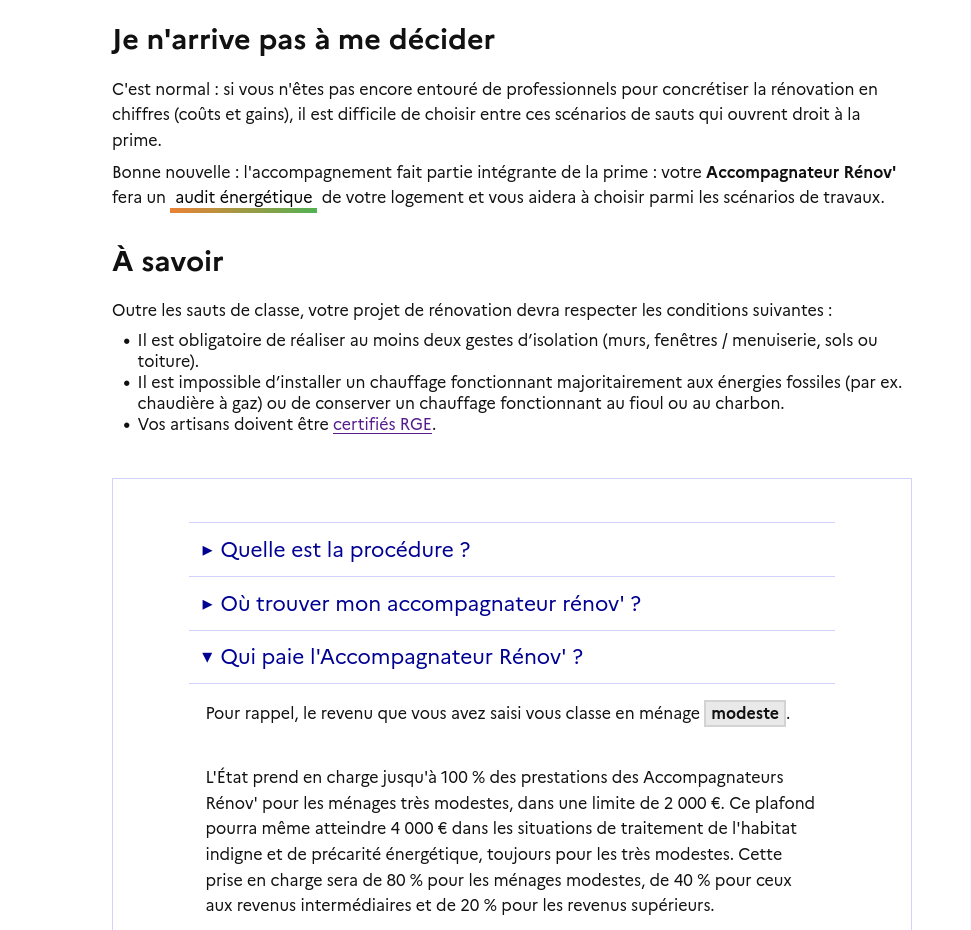 Je n'arrive pas à me décider
C'est normal : si vous n'êtes pas encore entouré de professionnels pour concrétiser la rénovation en
chiffres (coûts et gains), il est difficile de choisir entre ces scénarios de sauts qui ouvrent droit à la
prime.
Bonne nouvelle : l'accompagnement fait partie intégrante de la prime : votre Accompagnateur Rénov'
fera un audit énergétique de votre logement et vous aidera à choisir parmi les scénarios de travaux.
À savoir
Outre les sauts de classe, votre projet de rénovation devra respecter les conditions suivantes :
• Il est obligatoire de réaliser au moins deux gestes d’isolation (murs, fenêtres / menuiserie, sols ou
toiture).
• Il est impossible d’installer un chauffage fonctionnant majoritairement aux énergies fossiles (par ex.
chaudière à gaz) ou de conserver un chauffage fonctionnant au fioul ou au charbon.
• Vos artisans doivent être certifiés RGE.
▸ Quelle est la procédure ?
▸ Où trouver mon accompagnateur rénov' ?
▾ Qui paie l'Accompagnateur Rénov' ?
Pour rappel, le revenu que vous avez saisi vous classe en ménage modeste.
L'État prend en charge jusqu'à 100 % des prestations des Accompagnateurs
Rénov' pour les ménages très modestes, dans une limite de 2 000 €. Ce plafond
pourra même atteindre 4 000 € dans les situations de traitement de l'habitat
indigne et de précarité énergétique, toujours pour les très modestes. Cette
prise en charge sera de 80 % pour les ménages modestes, de 40 % pour ceux
aux revenus intermédiaires et de 20 % pour les revenus supérieurs.